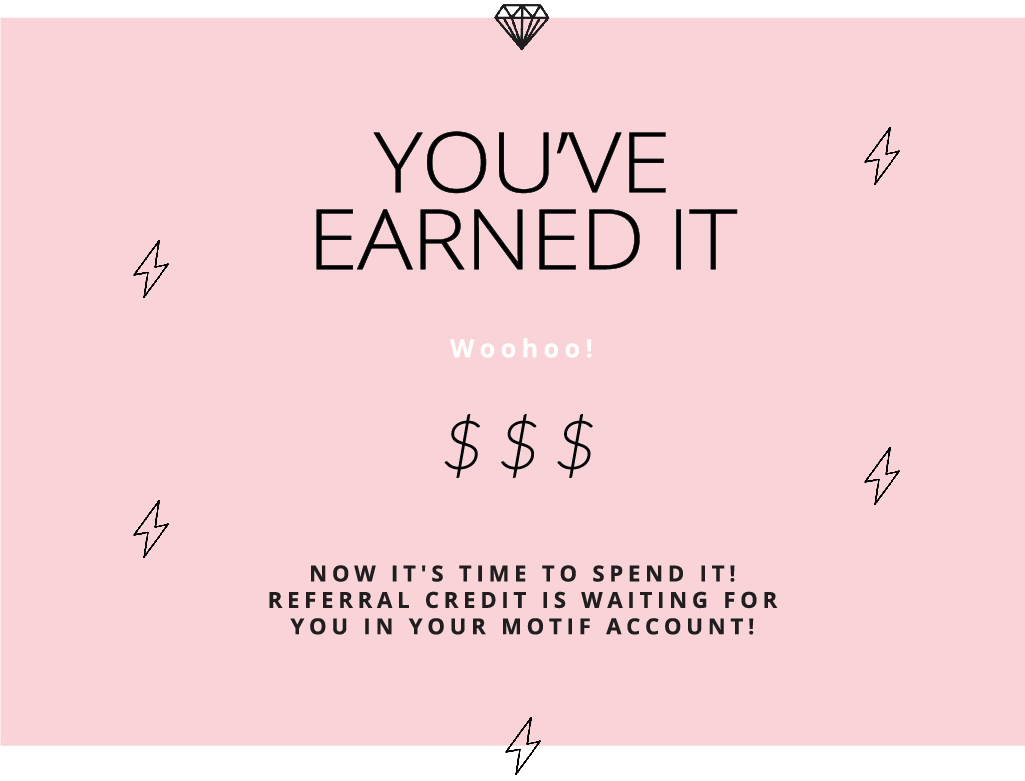 YOU'VE
EARNED IT
Woohoo!
$ $ $
NOW IT'S TIME TO SPEND IT!
REFERRAL CREDIT IS WAITING FOR
YOU IN YOUR MOTIF ACCOUNT!